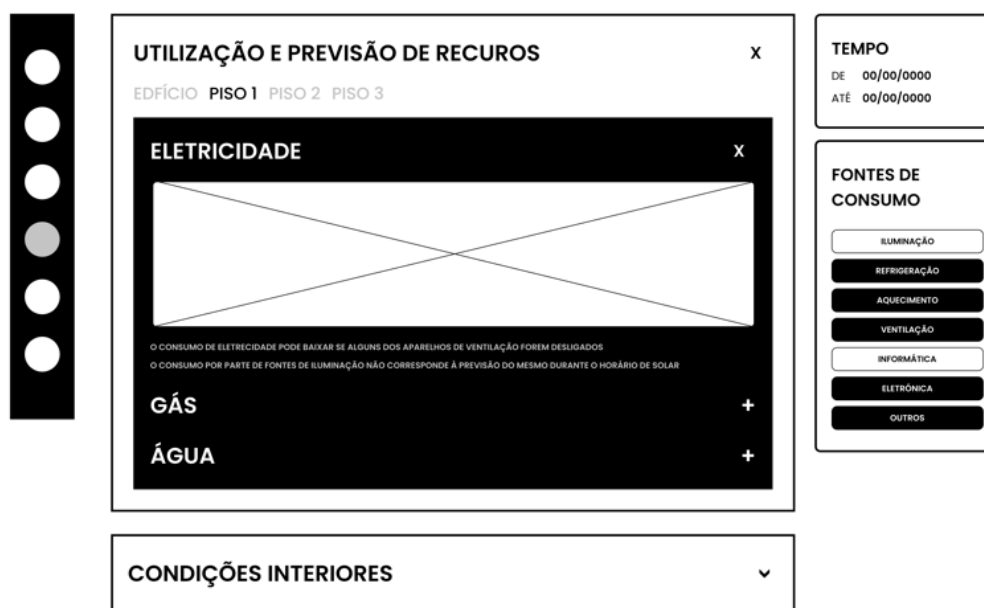 UTILIZAÇÃO E PREVISÃO DE RECUROS X
EDFÍCIO PISO 1 PISO 2 PISO 3
ELETRICIDADE X
O CONSUMO DE ELETRECIDADE PODE BAIXAR SE ALGUNS DOS APARELHOS DE VENTILAÇÃO FOREM DESLIGADOS
O CONSUMO POR PARTE DE FONTES DE ILUMINAÇÃO NÃO CORRESPONDE À PREVISÃO DO MESMO DURANTE O HORÁRIO DE SOLAR
GÁS +
ÁGUA +
CONDIÇÕES INTERIORES
TEMPO
DE 00/00/0000
ATÉ 00/00/0000
FONTES DE
CONSUMO
ILUMINAÇÃO
REFRIGERAÇÃO
AQUECIMENTO
VENTILAÇÃO
INFORMÁTICA
ELETRÓNICA
OUTROS